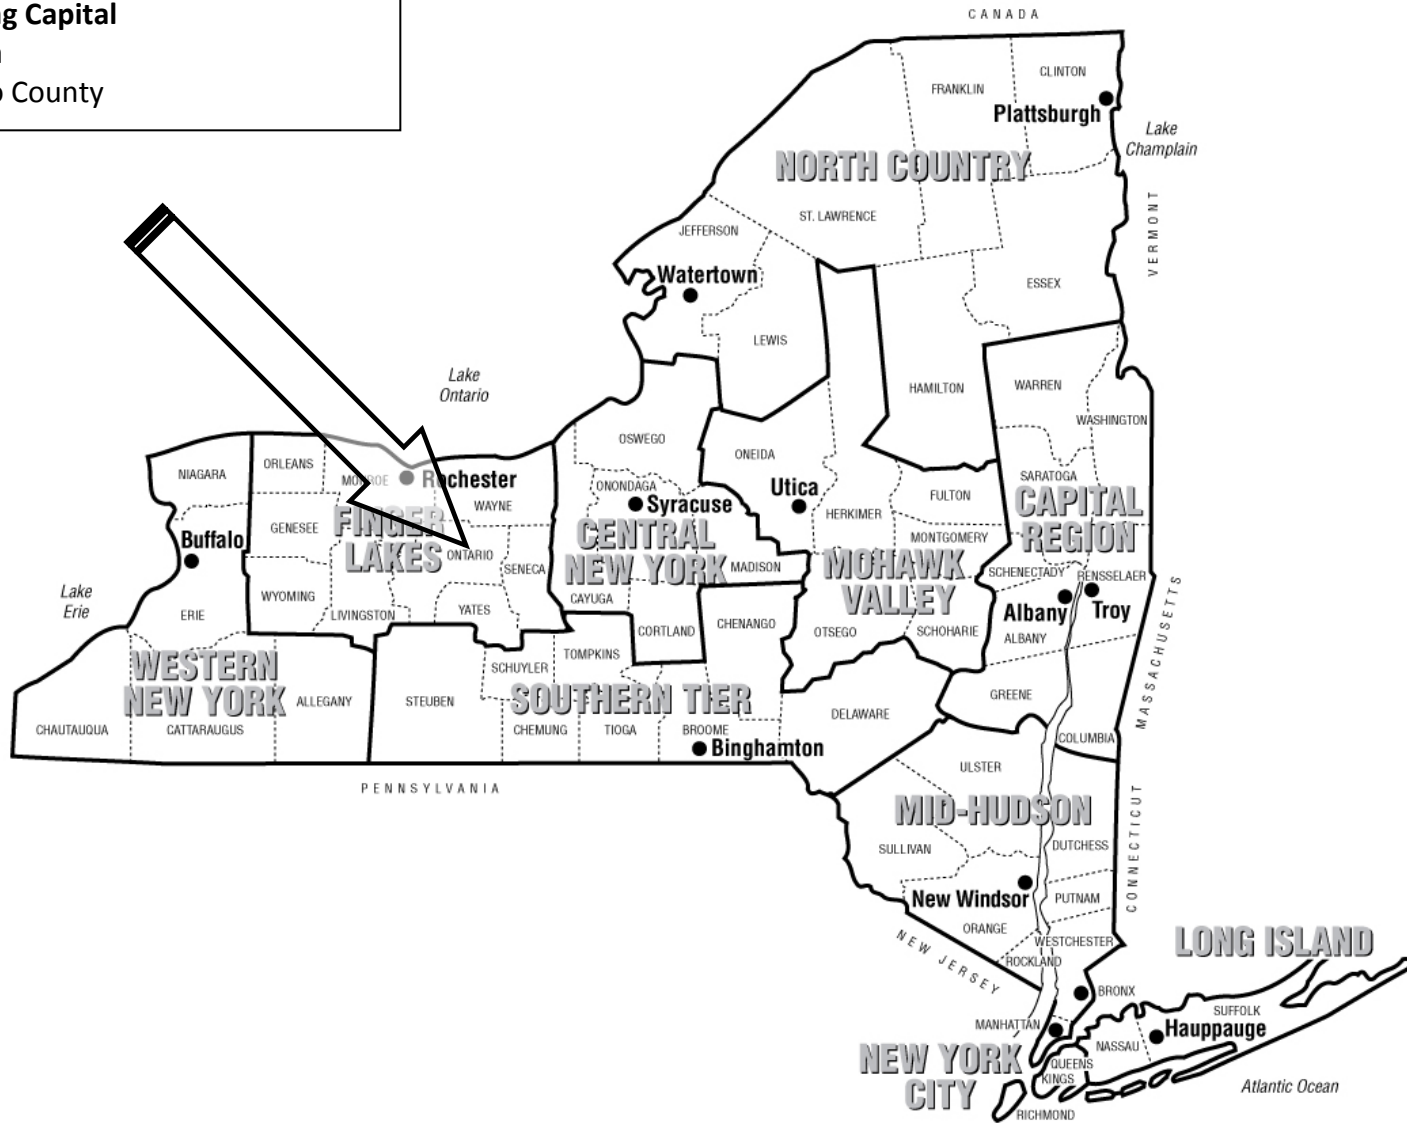 g Capital
County
CANADA
CLINTON
FRANKLIN
Plattsburgh
Lake
Champlain
NORTH COUNTRY
VERMONT
ST. LAWRENCE
JEFFERSON
Watertown
ESSEX
LEWIS
Lake
Ontario
HAMILTON
WARREN
WASHINGTON
OSWEGO
ONEIDA
NIAGARA
ORLEANS
MONROE
Rochester
SARATOGA
ONONDAGA
Utica
FULTON
CAPITAL
REGION
WAYNE
Syracuse
HERKIMER
GENESEE
FINGER
LAKES
CENTRAL
NEW YORK
MONTGOMERY
Buffalo
ONTARIO
SENECA
MADISON
MOHAWK
VALLEY
SCHENECTADY
RENSSELAER
Lake
Erie
WYOMING
CAYUGA
Albany
Troy
ERIE
LIVINGSTON
YATES
CORTLAND
CHENANGO
OTSEGO
SCHOHARIE
ALBANY
MASSACHUSETTS
WESTERN
NEW YORK
TOMPKINS
SCHUYLER
SOUTHERN TIER
ALLEGANY
STEUBEN
GREENE
DELAWARE
CHAUTAUQUA
CATTARAUGUS
CHEMUNG
TIOGA
BROOME
Binghamton
COLUMBIA
PENNSYLVANIA
ULSTER
MID-HUDSON
CONNECTICUT
SULLIVAN
DUTCHESS
New Windsor
PUTNAM
ORANGE
NEW JERSEY
WESTCHESTER
ROCKLAND
LONG ISLAND
BRONX
SUFFOLK
MANHATTAN
Hauppauge
NASSAU
NEW YORK
CITY
QUEENS
KINGS
Atlantic Ocean
RICHMOND